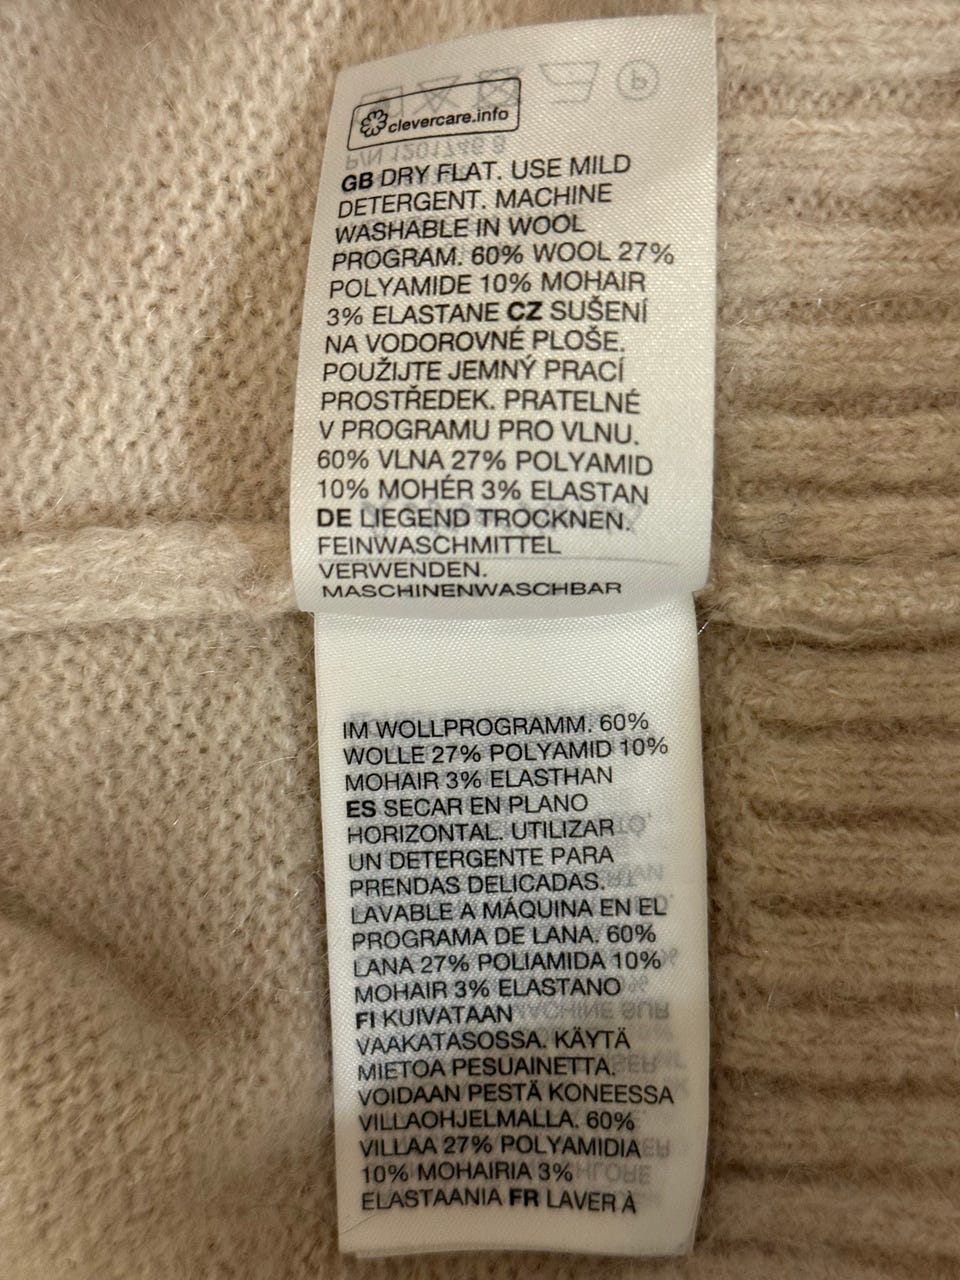 clevercare.info
P/N 1201746 8
GB DRY FLAT. USE MILD
DETERGENT. MACHINE
WASHABLE IN WOOL
PROGRAM. 60% WOOL 27%
POLYAMIDE 10% MOHAIR
3% ELASTANE CZ SUŠENÍ
NA VODOROVNÉ PLOŠE.
POUŽIJTE JEMNÝ PRACÍ
PROSTŘEDEK. PRATELNÉ
V PROGRAMU PRO VLNU.
60% VLNA 27% POLYAMID
10% MOHÉR 3% ELASTAN
DE LIEGEND TROCKNEN.
FEINWASCHMITTEL
VERWENDEN.
MASCHINENWASCHBAR
IM WOLLPROGRAMM. 60%
WOLLE 27% POLYAMID 10%
MOHAIR 3% ELASTHAN
ES SECAR EN PLANO
HORIZONTAL. UTILIZAR
UN DETERGENTE PARA
PRENDAS DELICADAS.
LAVABLE A MÁQUINA EN EL
PROGRAMA DE LANA. 60%
LANA 27% POLIAMIDA 10%
MOHAIR 3% ELASTANO
FI KUIVATAAN
VAAKATASOSSA. KÄYTÄ
MIETOA PESUAINETTA.
VOIDAAN PESTÄ KONEESSA
VILLAOHJELMALLA. 60%
VILLAA 27% POLYAMIDIA
10% MOHAIRIA 3%
ELASTAANIA FR LAVER À